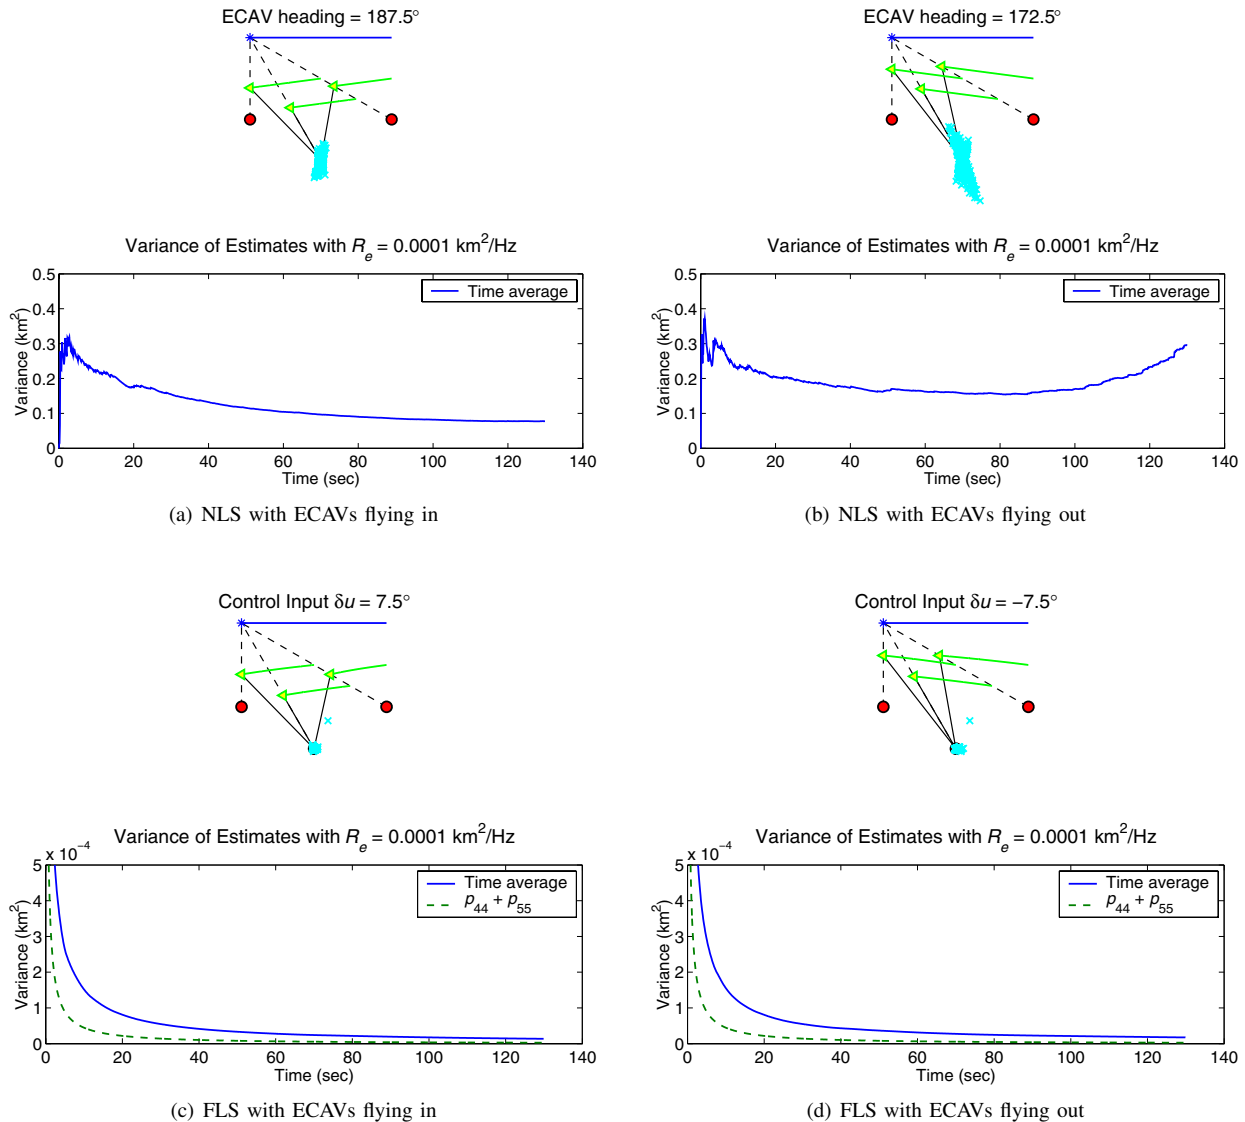 ECAV heading = 187.5°
Variance of Estimates with R_e = 0.0001 km²/Hz
Variance (km²)
0.5
0.4
0.3
0.2
0.1
0
Time average
0 20 40 60 80 100 120 140
Time (sec)
(a) NLS with ECAVs flying in
ECAV heading = 172.5°
Variance of Estimates with R_e = 0.0001 km²/Hz
Variance (km²)
0.5
0.4
0.3
0.2
0.1
0
Time average
0 20 40 60 80 100 120 140
Time (sec)
(b) NLS with ECAVs flying out
Control Input δu = 7.5°
Variance of Estimates with R_e = 0.0001 km²/Hz
x 10⁻⁴
Variance (km²)
5
4
3
2
1
0
Time average
p₄₄ + p₅₅
0 20 40 60 80 100 120 140
Time (sec)
(c) FLS with ECAVs flying in
Control Input δu = −7.5°
Variance of Estimates with R_e = 0.0001 km²/Hz
x 10⁻⁴
Variance (km²)
5
4
3
2
1
0
Time average
p₄₄ + p₅₅
0 20 40 60 80 100 120 140
Time (sec)
(d) FLS with ECAVs flying out